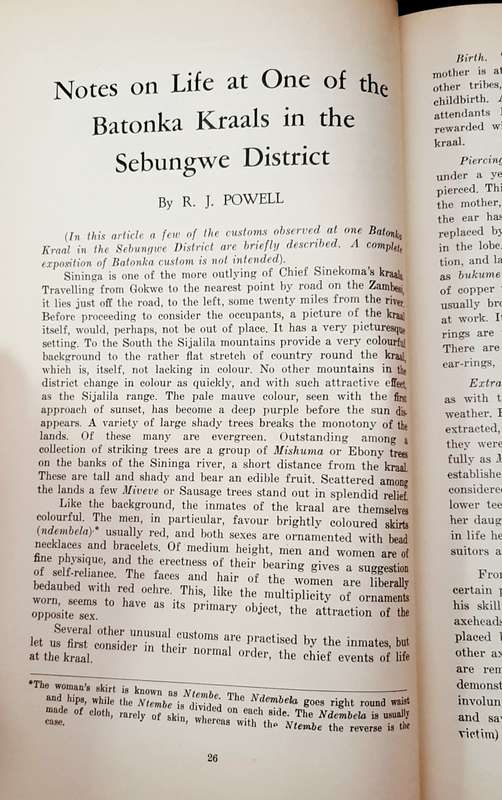 Notes on Life at One of the
Batonka Kraals in the
Sebungwe District
By R. J. POWELL
(In this article a few of the customs observed at one Batonka
Kraal in the Sebungwe District are briefly described. A complete
exposition of Batonka custom is not intended).
Sininga is one of the more outlying of Chief Sinekoma's kraals.
Travelling from Gokwe to the nearest point by road on the Zambesi,
it lies just off the road, to the left, some twenty miles from the river.
Before proceeding to consider the occupants, a picture of the kraal
itself, would, perhaps, not be out of place. It has a very picturesque
setting. To the South the Sijalila mountains provide a very colourful
background to the rather flat stretch of country round the kraal,
which is, itself, not lacking in colour. No other mountains in the
district change in colour as quickly, and with such attractive effect,
as the Sijalila range. The pale mauve colour, seen with the first
approach of sunset, has become a deep purple before the sun dis-
appears. A variety of large shady trees breaks the monotony of the
lands. Of these many are evergreen. Outstanding among a
collection of striking trees are a group of Mishuma or Ebony trees
on the banks of the Sininga river, a short distance from the kraal.
These are tall and shady and bear an edible fruit. Scattered among
the lands a few Miveve or Sausage trees stand out in splendid relief.
Like the background, the inmates of the kraal are themselves
colourful. The men, in particular, favour brightly coloured skirts
(ndembela)* usually red, and both sexes are ornamented with bead
necklaces and bracelets. Of medium height, men and women are of
fine physique, and the erectness of their bearing gives a suggestion
of self-reliance. The faces and hair of the women are liberally
bedaubed with red ochre. This, like the multiplicity of ornaments
worn, seems to have as its primary object, the attraction of the
opposite sex.
Several other unusual customs are practised by the inmates, but
let us first consider in their normal order, the chief events of life
at the kraal.
*The woman's skirt is known as Ntembe. The Ndembela goes right round waist
and hips, while the Ntembe is divided on each side. The Ndembela is usually
made of cloth, rarely of skin, whereas with the Ntembe the reverse is the
case.
26
Birth.
mother is at
other tribes,
childbirth.
attendants
rewarded
kraal.
Piercing
under a
pierced.
the mother,
the ear has
replaced by
in the lobe.
tion, and
as bukume
of copper
usually
at work.
rings are
There are
ear-rings,
Extra
as with
weather.
extracted,
they were
fully as
established
considered
lower
her
in life
suitors
From
certain
his skill
axeheads
placed
other
are
demonst
involun
and
victim)